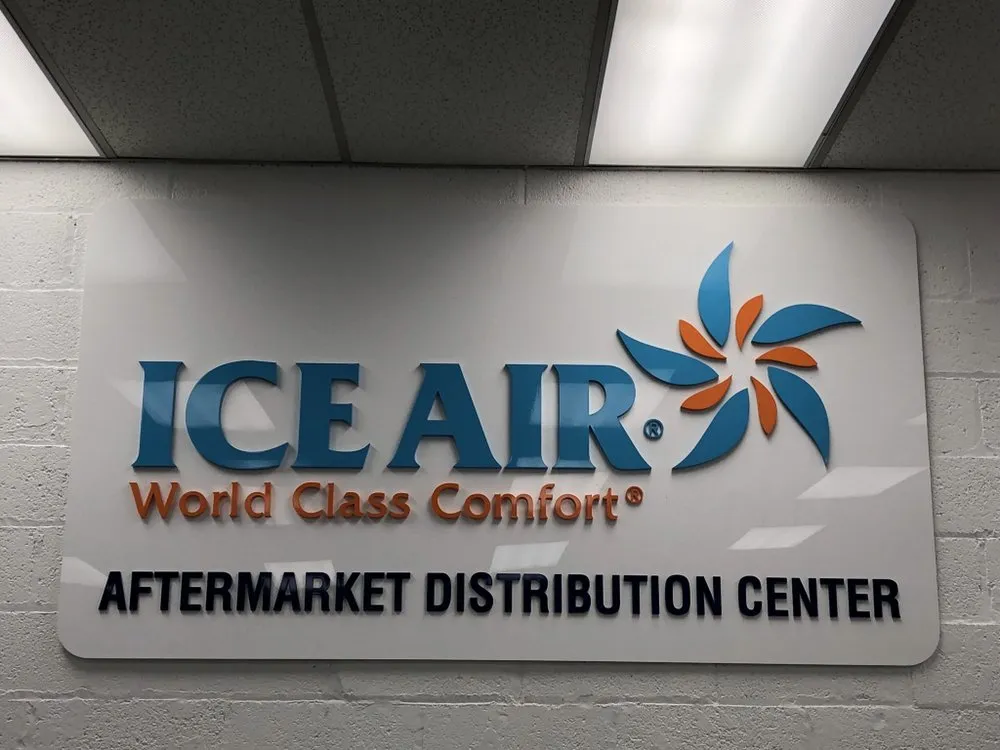 ICE AIR®
World Class Comfort®
AFTERMARKET DISTRIBUTION CENTER